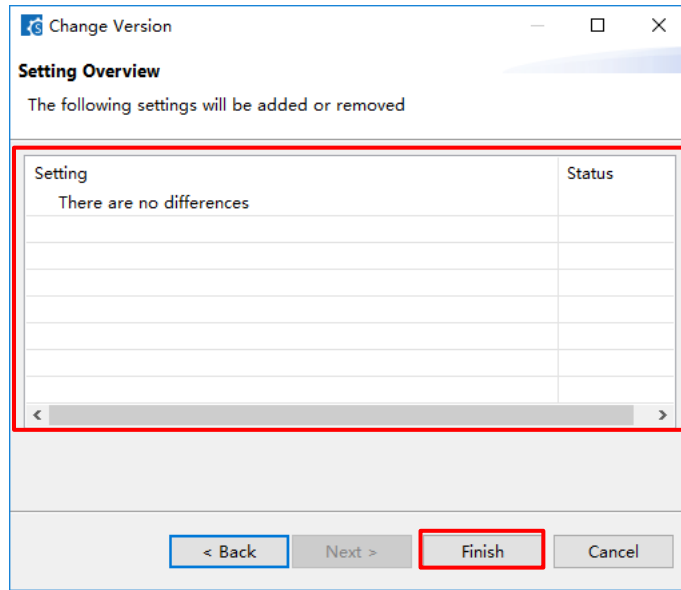 Change Version
Setting Overview
The following settings will be added or removed
Setting Status
There are no differences
< Back Next > Finish Cancel